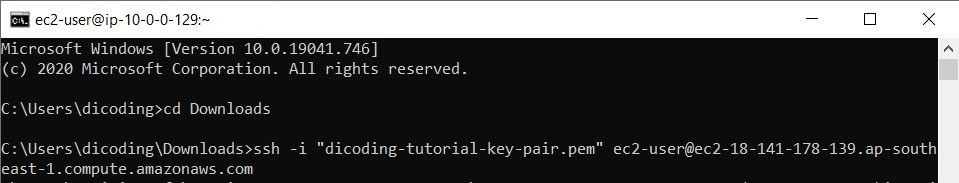 ec2-user@ip-10-0-0-129:~
Microsoft Windows [Version 10.0.19041.746]
(c) 2020 Microsoft Corporation. All rights reserved.
C:\Users\dicoding>cd Downloads
C:\Users\dicoding\Downloads>ssh -i "dicoding-tutorial-key-pair.pem" ec2-user@ec2-18-141-178-139.ap-south
east-1.compute.amazonaws.com